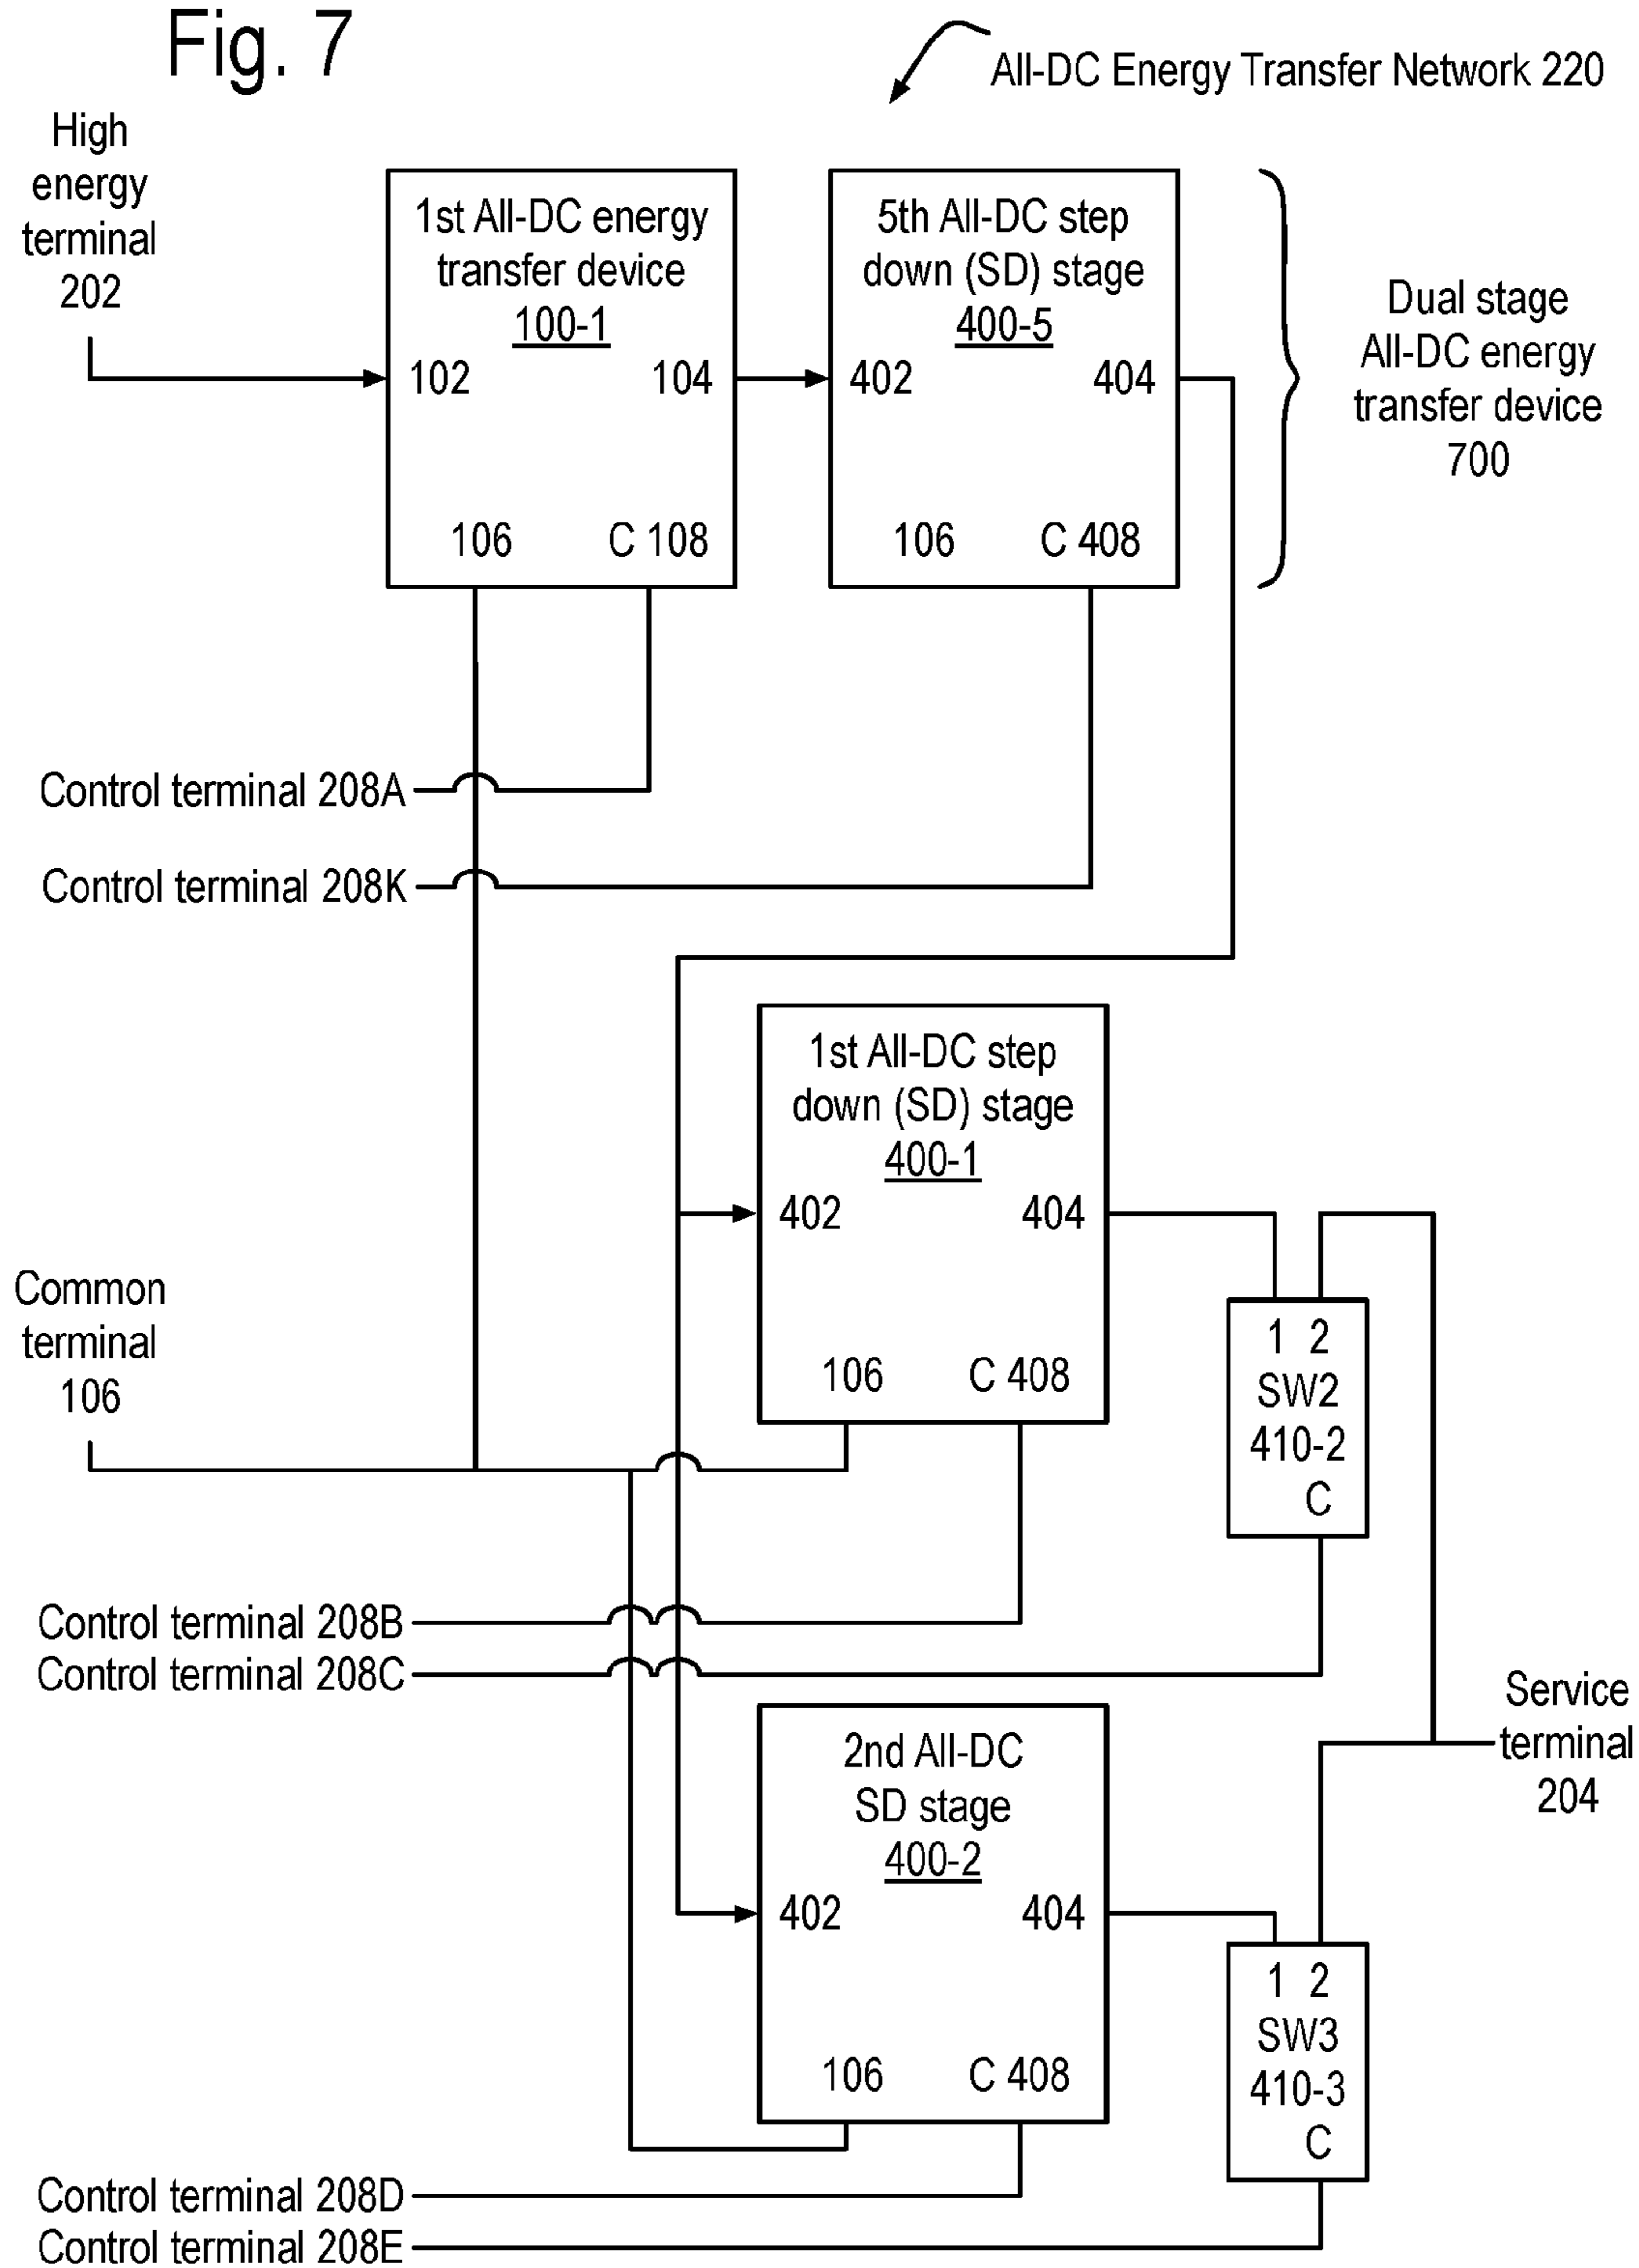 Fig. 7
All-DC Energy Transfer Network 220
High
energy
terminal
202
1st All-DC energy
transfer device
100-1
102 104
106 C 108
5th All-DC step
down (SD) stage
400-5
402 404
106 C 408
Dual stage
All-DC energy
transfer device
700
Control terminal 208A
Control terminal 208K
1st All-DC step
down (SD) stage
400-1
402 404
106 C 408
Common
terminal
106
1 2
SW2
410-2
C
Control terminal 208B
Control terminal 208C
Service
terminal
204
2nd All-DC
SD stage
400-2
402 404
106 C 408
1 2
SW3
410-3
C
Control terminal 208D
Control terminal 208E